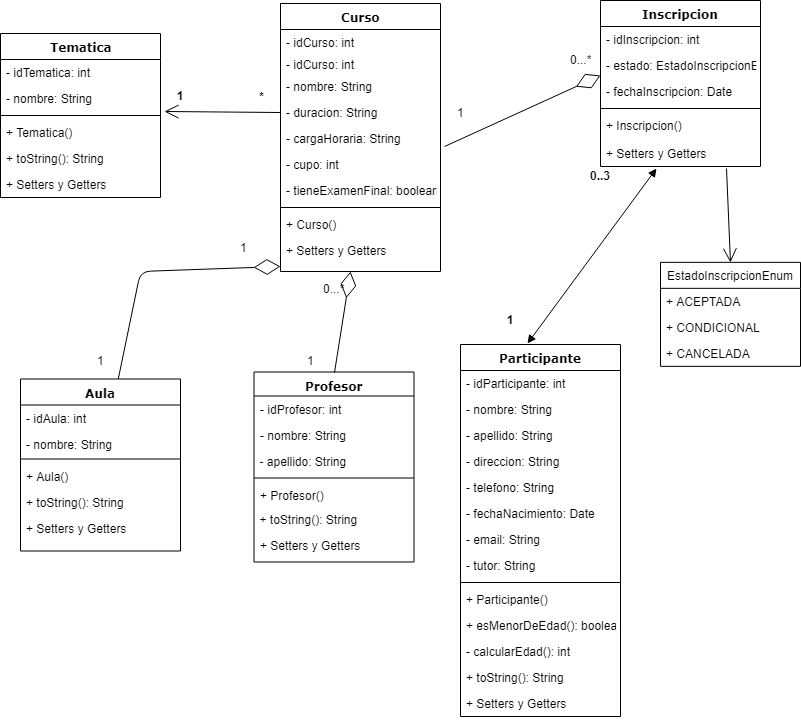 Tematica
- idTematica: int
- nombre: String
+ Tematica()
+ toString(): String
+ Setters y Getters
1
*
Curso
- idCurso: int
- idCurso: int
- nombre: String
- duracion: String
- cargaHoraria: String
- cupo: int
- tieneExamenFinal: boolear
+ Curso()
+ Setters y Getters
1
0...*
Inscripcion
- idInscripcion: int
- estado: EstadoInscripcionE
- fechaInscripcion: Date
+ Inscripcion()
+ Setters y Getters
0..3
1
EstadoInscripcionEnum
+ ACEPTADA
+ CONDICIONAL
+ CANCELADA
1
1
Aula
- idAula: int
- nombre: String
+ Aula()
+ toString(): String
+ Setters y Getters
0...*
1
Profesor
- idProfesor: int
- nombre: String
- apellido: String
+ Profesor()
+ toString(): String
+ Setters y Getters
Participante
- idParticipante: int
- nombre: String
- apellido: String
- direccion: String
- telefono: String
- fechaNacimiento: Date
- email: String
- tutor: String
+ Participante()
+ esMenorDeEdad(): boolea
- calcularEdad(): int
+ toString(): String
+ Setters y Getters